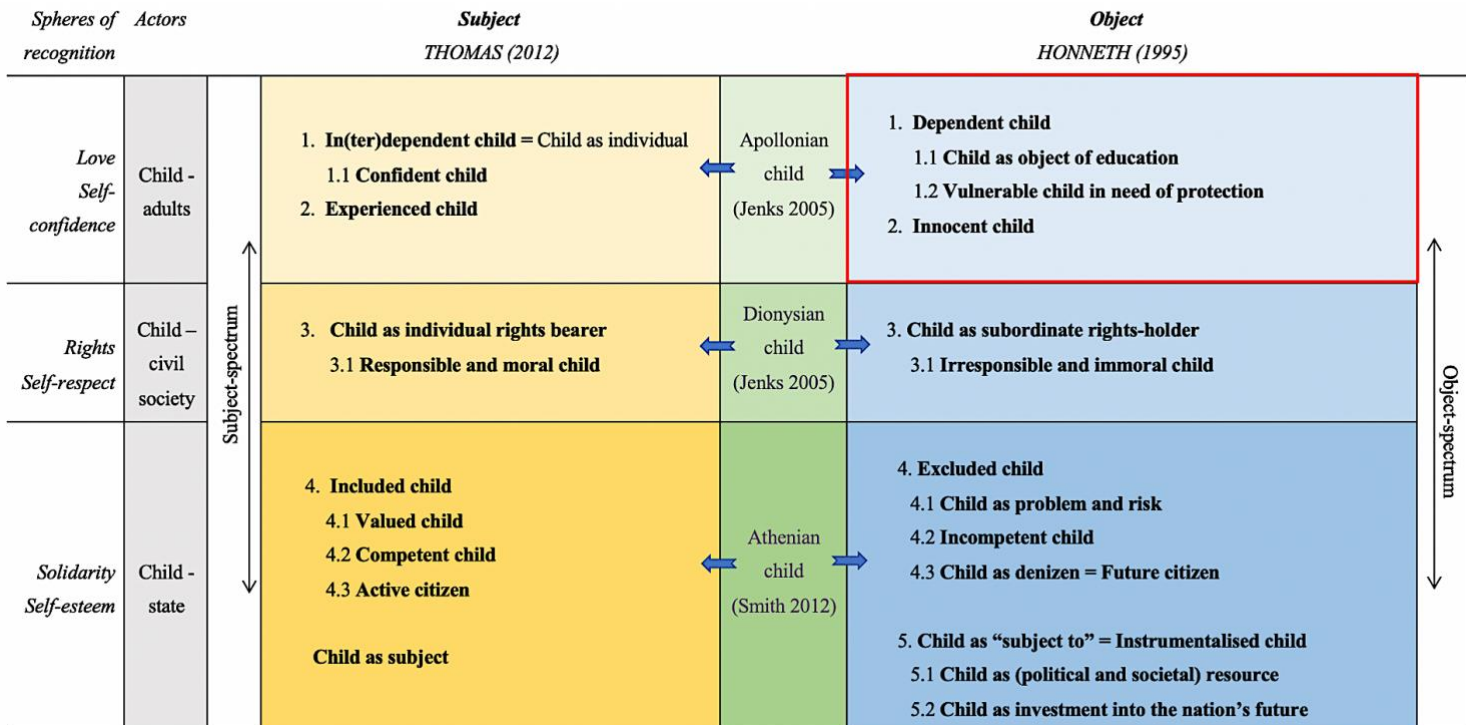 Spheres of recognition
Actors
Subject
THOMAS (2012)
Object
HONNETH (1995)
Love
Self-
confidence
Child -
adults
Subject-spectrum
1. In(ter)dependent child = Child as individual
1.1 Confident child
2. Experienced child
Apollonian
child
(Jenks 2005)
1. Dependent child
1.1 Child as object of education
1.2 Vulnerable child in need of protection
2. Innocent child
Object-spectrum
Rights
Self-respect
Child –
civil
society
3. Child as individual rights bearer
3.1 Responsible and moral child
Dionysian
child
(Jenks 2005)
3. Child as subordinate rights-holder
3.1 Irresponsible and immoral child
Solidarity
Self-esteem
Child -
state
4. Included child
4.1 Valued child
4.2 Competent child
4.3 Active citizen
Child as subject
Athenian
child
(Smith 2012)
4. Excluded child
4.1 Child as problem and risk
4.2 Incompetent child
4.3 Child as denizen = Future citizen
5. Child as “subject to” = Instrumentalised child
5.1 Child as (political and societal) resource
5.2 Child as investment into the nation’s future